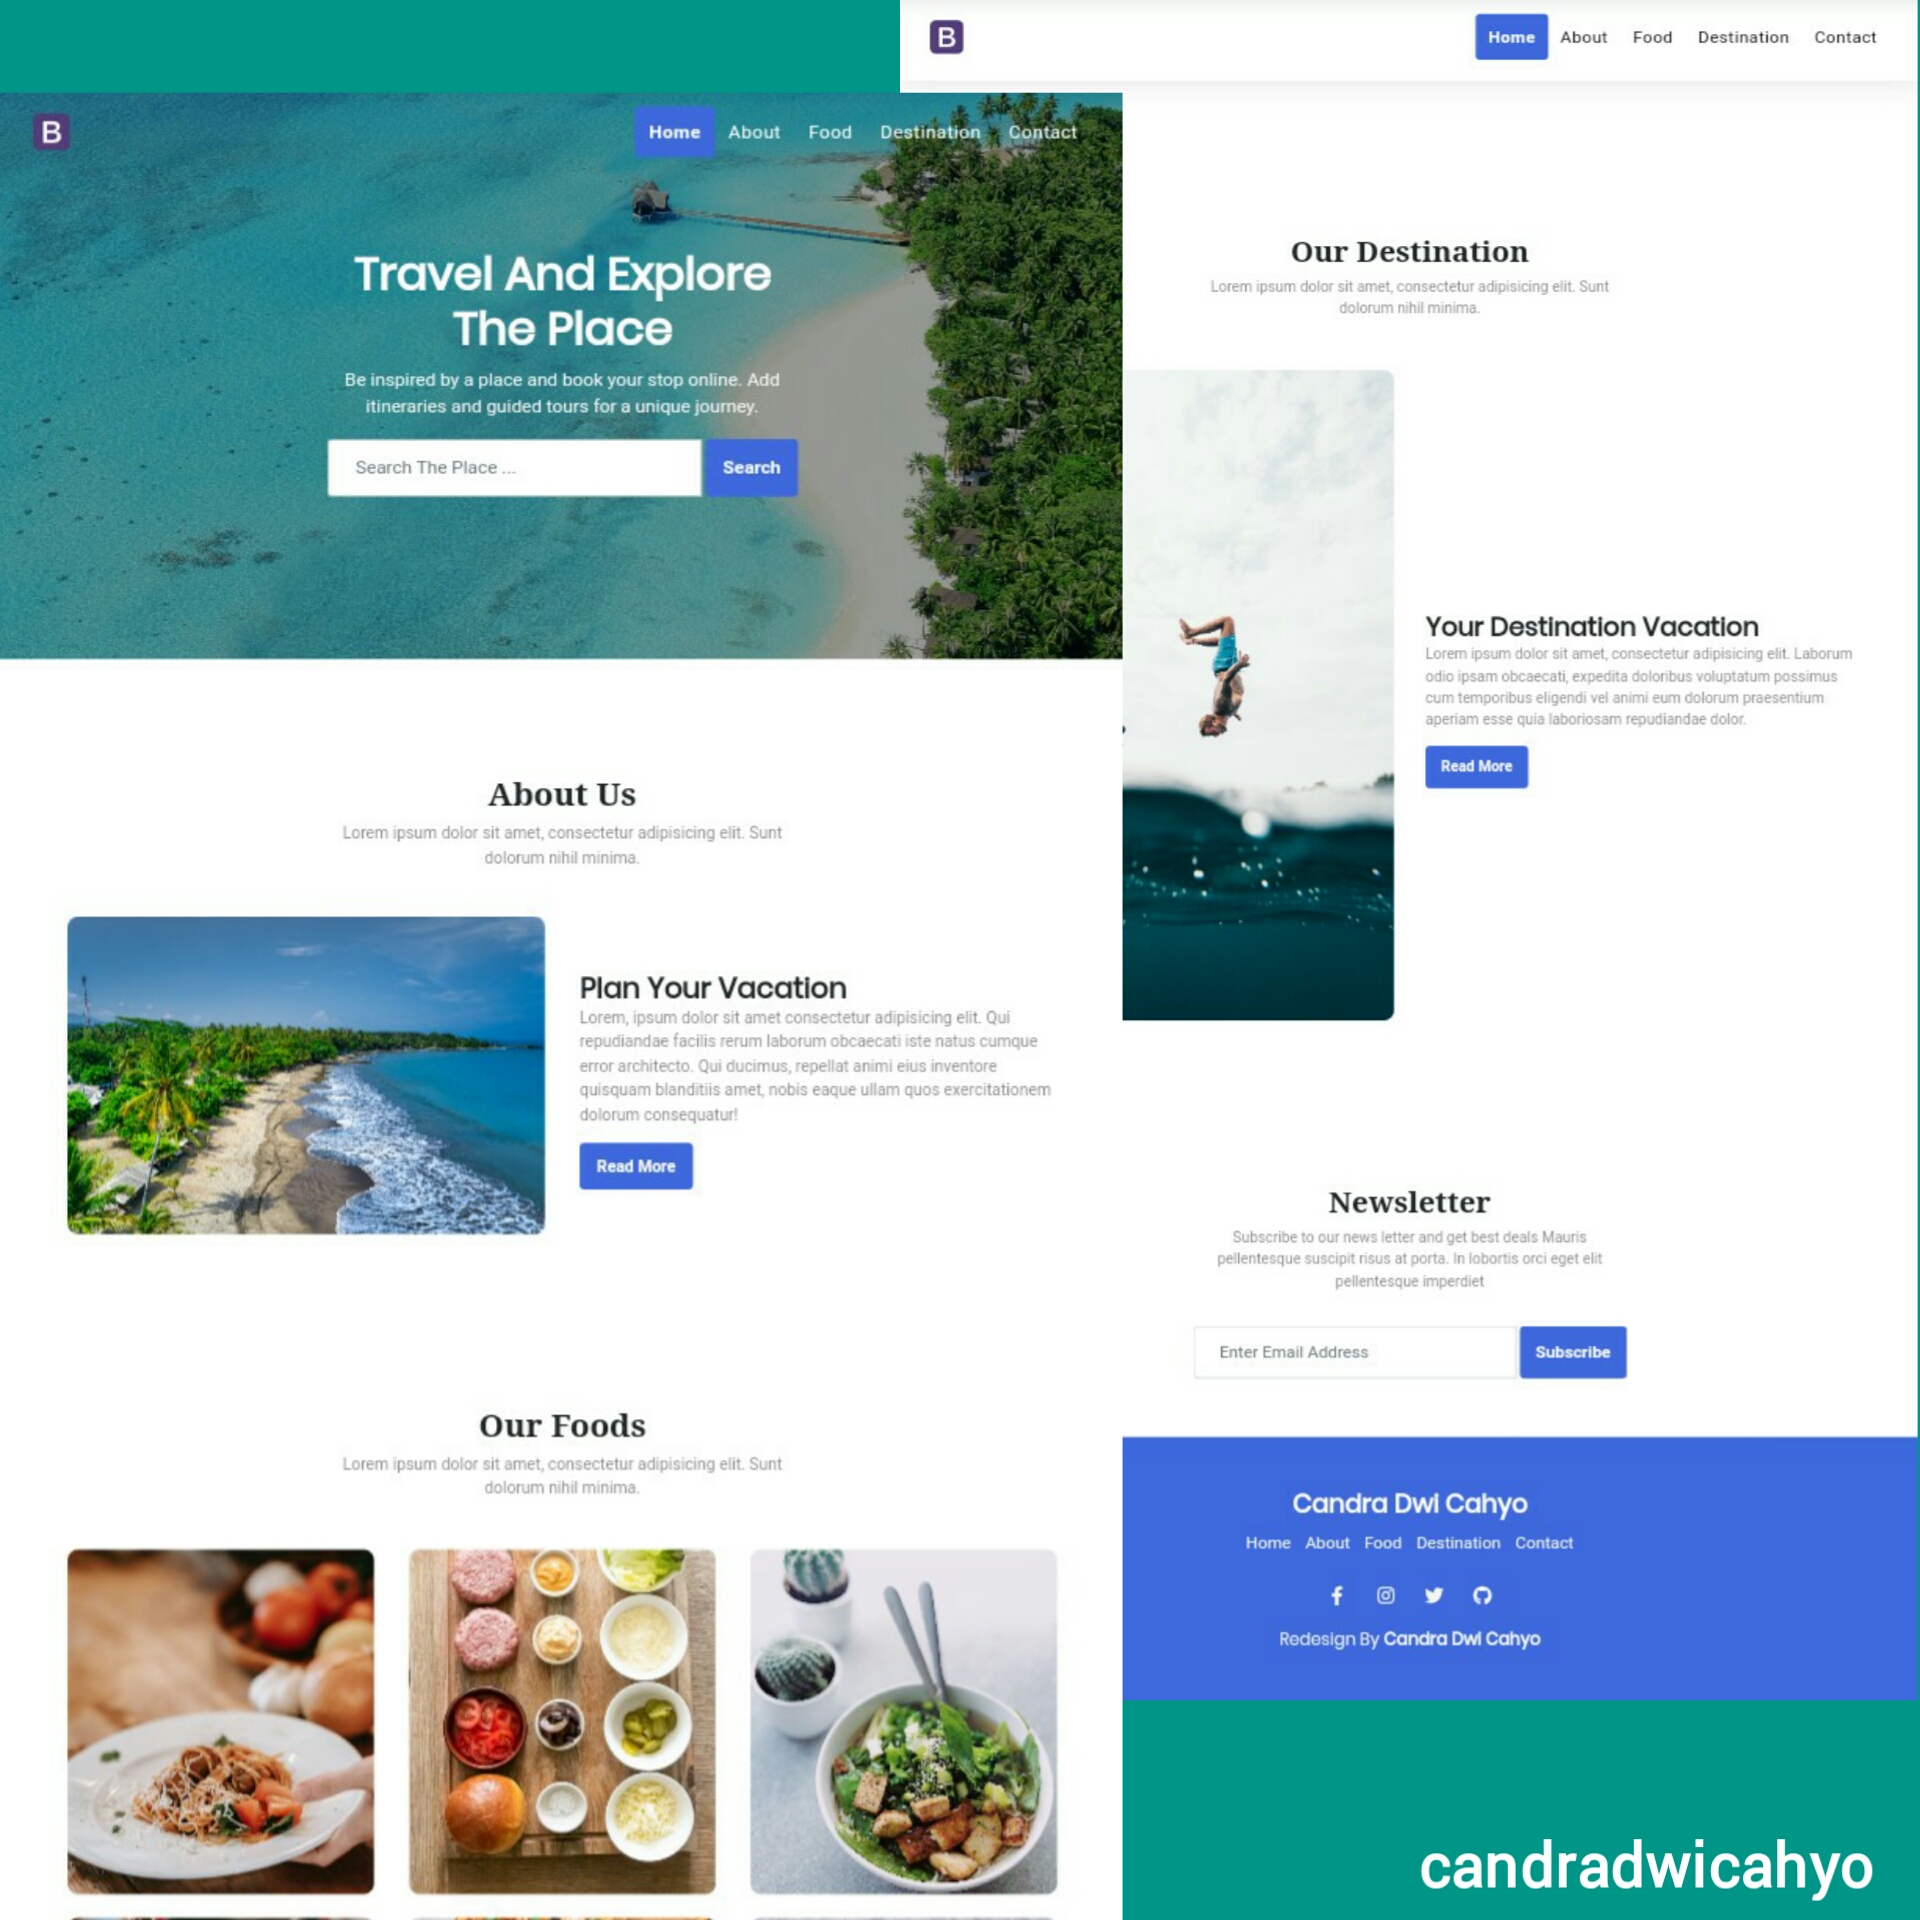 B
Home About Food Destination Contact
B
Home About Food Destination Contact
Travel And Explore
The Place
Be inspired by a place and book your stop online. Add
itineraries and guided tours for a unique journey.
Search The Place ...
Search
About Us
Lorem ipsum dolor sit amet, consectetur adipisicing elit. Sunt
dolorum nihil minima.
Plan Your Vacation
Lorem, ipsum dolor sit amet consectetur adipisicing elit. Qui
repudiandae facilis rerum laborum obcaecati iste natus cumque
error architecto. Qui ducimus, repellat animi eius inventore
quisquam blanditiis amet, nobis eaque ullam quos exercitationem
dolorum consequatur!
Read More
Our Foods
Lorem ipsum dolor sit amet, consectetur adipisicing elit. Sunt
dolorum nihil minima.
Our Destination
Lorem ipsum dolor sit amet, consectetur adipisicing elit. Sunt
dolorum nihil minima.
Your Destination Vacation
Lorem ipsum dolor sit amet, consectetur adipisicing elit. Laborum
odio ipsam obcaecati, expedita doloribus voluptatum possimus
cum temporibus eligendi vel animi eum dolorum praesentium
aperiam esse quia laboriosam repudiandae dolor.
Read More
Newsletter
Subscribe to our news letter and get best deals Mauris
pellentesque suscipit risus at porta. In lobortis orci eget elit
pellentesque imperdiet
Enter Email Address
Subscribe
Candra Dwi Cahyo
Home About Food Destination Contact
Redesign By Candra Dwi Cahyo
candradwicahyo